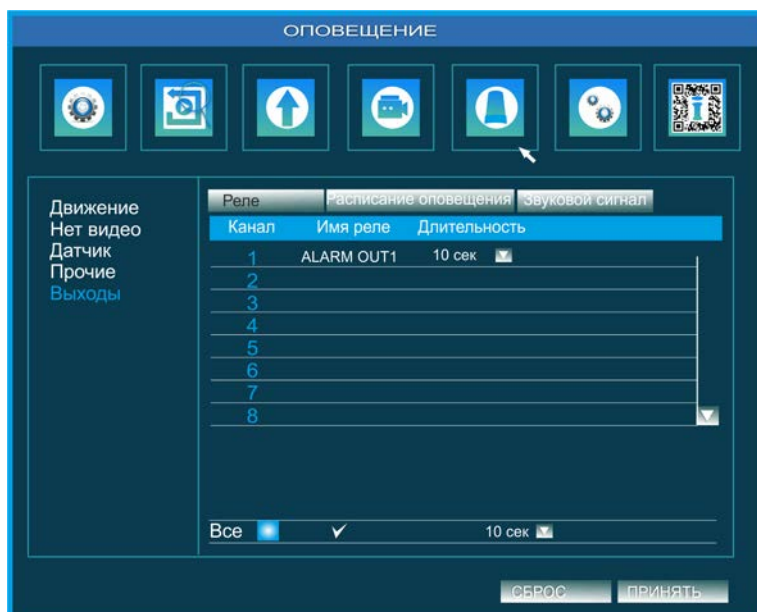 ОПОВЕЩЕНИЕ
Движение
Нет видео
Датчик
Прочие
Выходы
Реле Расписание оповещения Звуковой сигнал
Канал Имя реле Длительность
1 ALARM OUT1 10 сек
2
3
4
5
6
7
8
Все 10 сек
СБРОС ПРИНЯТЬ